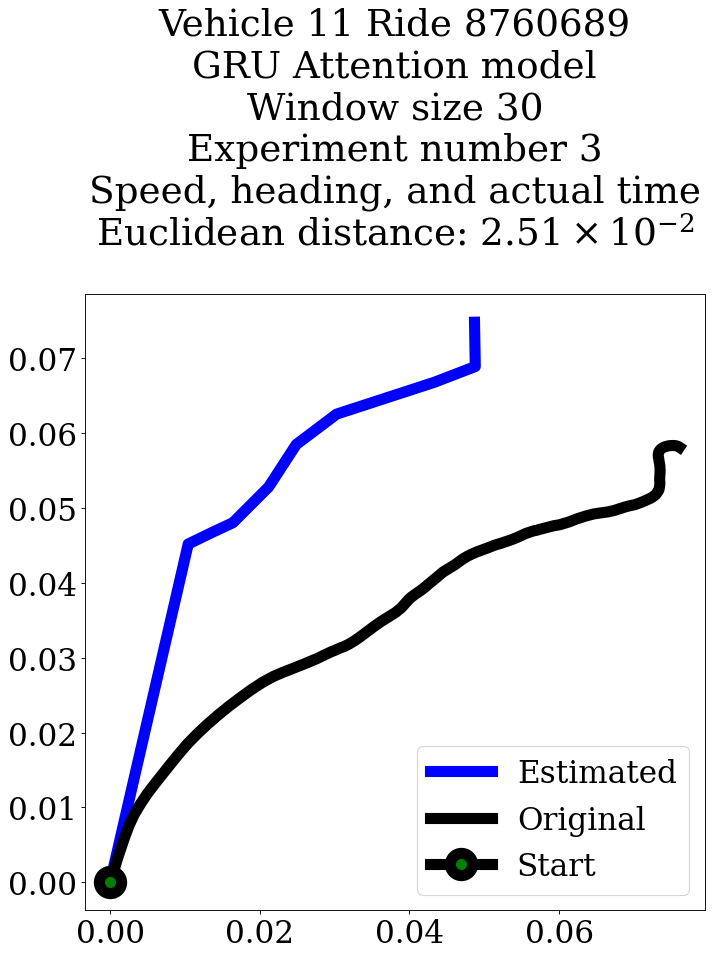 Vehicle 11 Ride 8760689
GRU Attention model
Window size 30
Experiment number 3
Speed, heading, and actual time
Euclidean distance: 2.51 × 10⁻²
0.07
0.06
0.05
0.04
0.03
0.02
0.01
0.00
Estimated
Original
Start
0.00 0.02 0.04 0.06